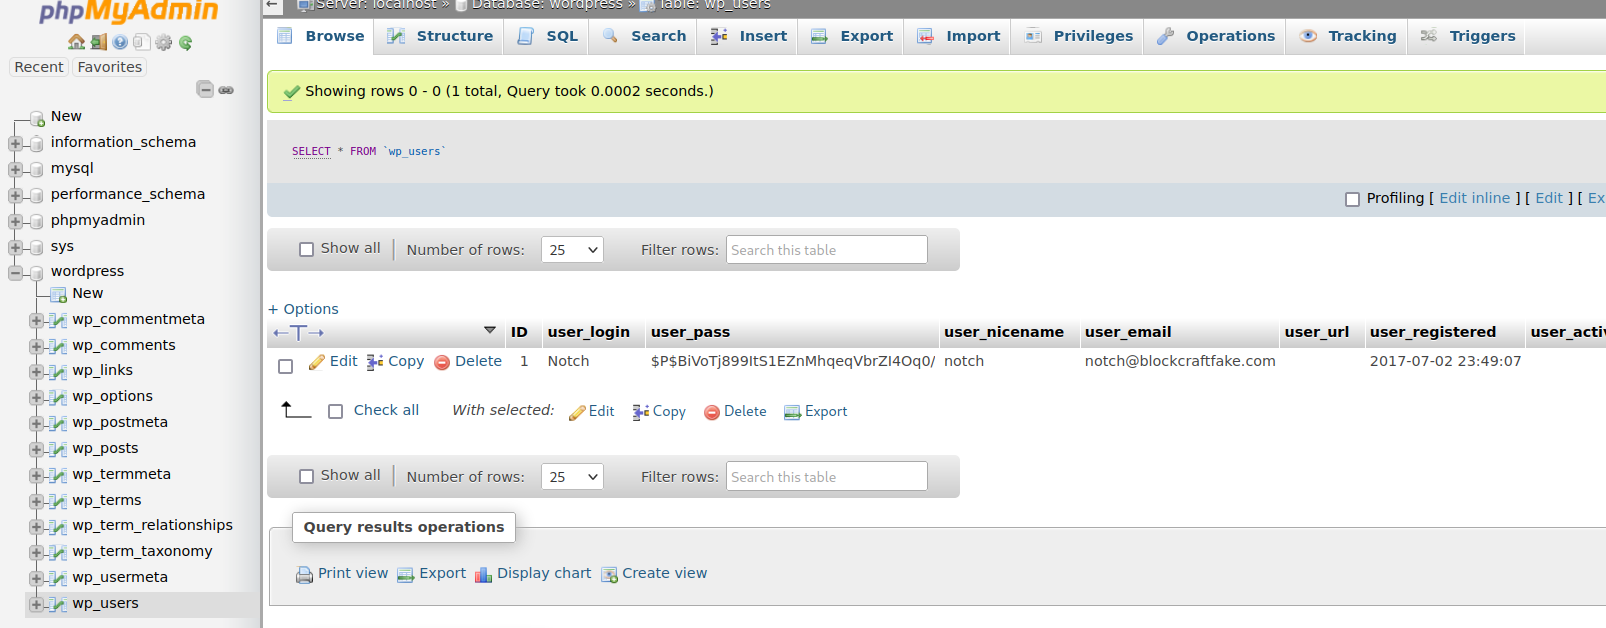 phpMyAdmin
Recent Favorites
New
information_schema
mysql
performance_schema
phpmyadmin
sys
wordpress
New
wp_commentmeta
wp_comments
wp_links
wp_options
wp_postmeta
wp_posts
wp_termmeta
wp_terms
wp_term_relationships
wp_term_taxonomy
wp_usermeta
wp_users
Server: localhost » Database: wordpress » Table: wp_users
Browse Structure SQL Search Insert Export Import Privileges Operations Tracking Triggers
Showing rows 0 - 0 (1 total, Query took 0.0002 seconds.)
SELECT * FROM `wp_users`
Profiling [ Edit inline ] [ Edit ] [ Ex
Show all Number of rows: 25 Filter rows: Search this table
+ Options
←T→ ID user_login user_pass user_nicename user_email user_url user_registered user_activ
Edit Copy Delete 1 Notch $P$BiVoTj899ItS1EZnMhqeqVbrZI4Oq0/ notch notch@blockcraftfake.com 2017-07-02 23:49:07
Check all With selected: Edit Copy Delete Export
Show all Number of rows: 25 Filter rows: Search this table
Query results operations
Print view Export Display chart Create view